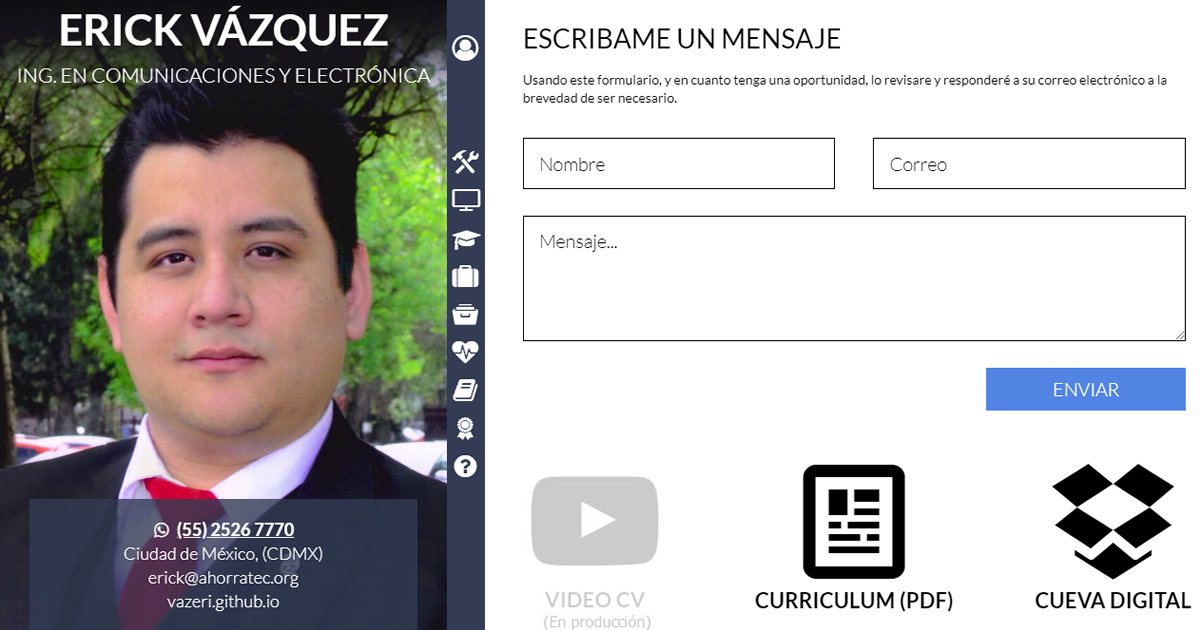 ERICK VÁZQUEZ
ING. EN COMUNICACIONES Y ELECTRÓNICA
(55) 2526 7770
Ciudad de México, (CDMX)
erick@ahorratec.org
vazeri.github.io
ESCRIBAME UN MENSAJE
Usando este formulario, y en cuanto tenga una oportunidad, lo revisare y responderé a su correo electrónico a la
brevedad de ser necesario.
Nombre
Correo
Mensaje...
ENVIAR
VIDEO CV
(En producción)
CURRICULUM (PDF)
CUEVA DIGITAL